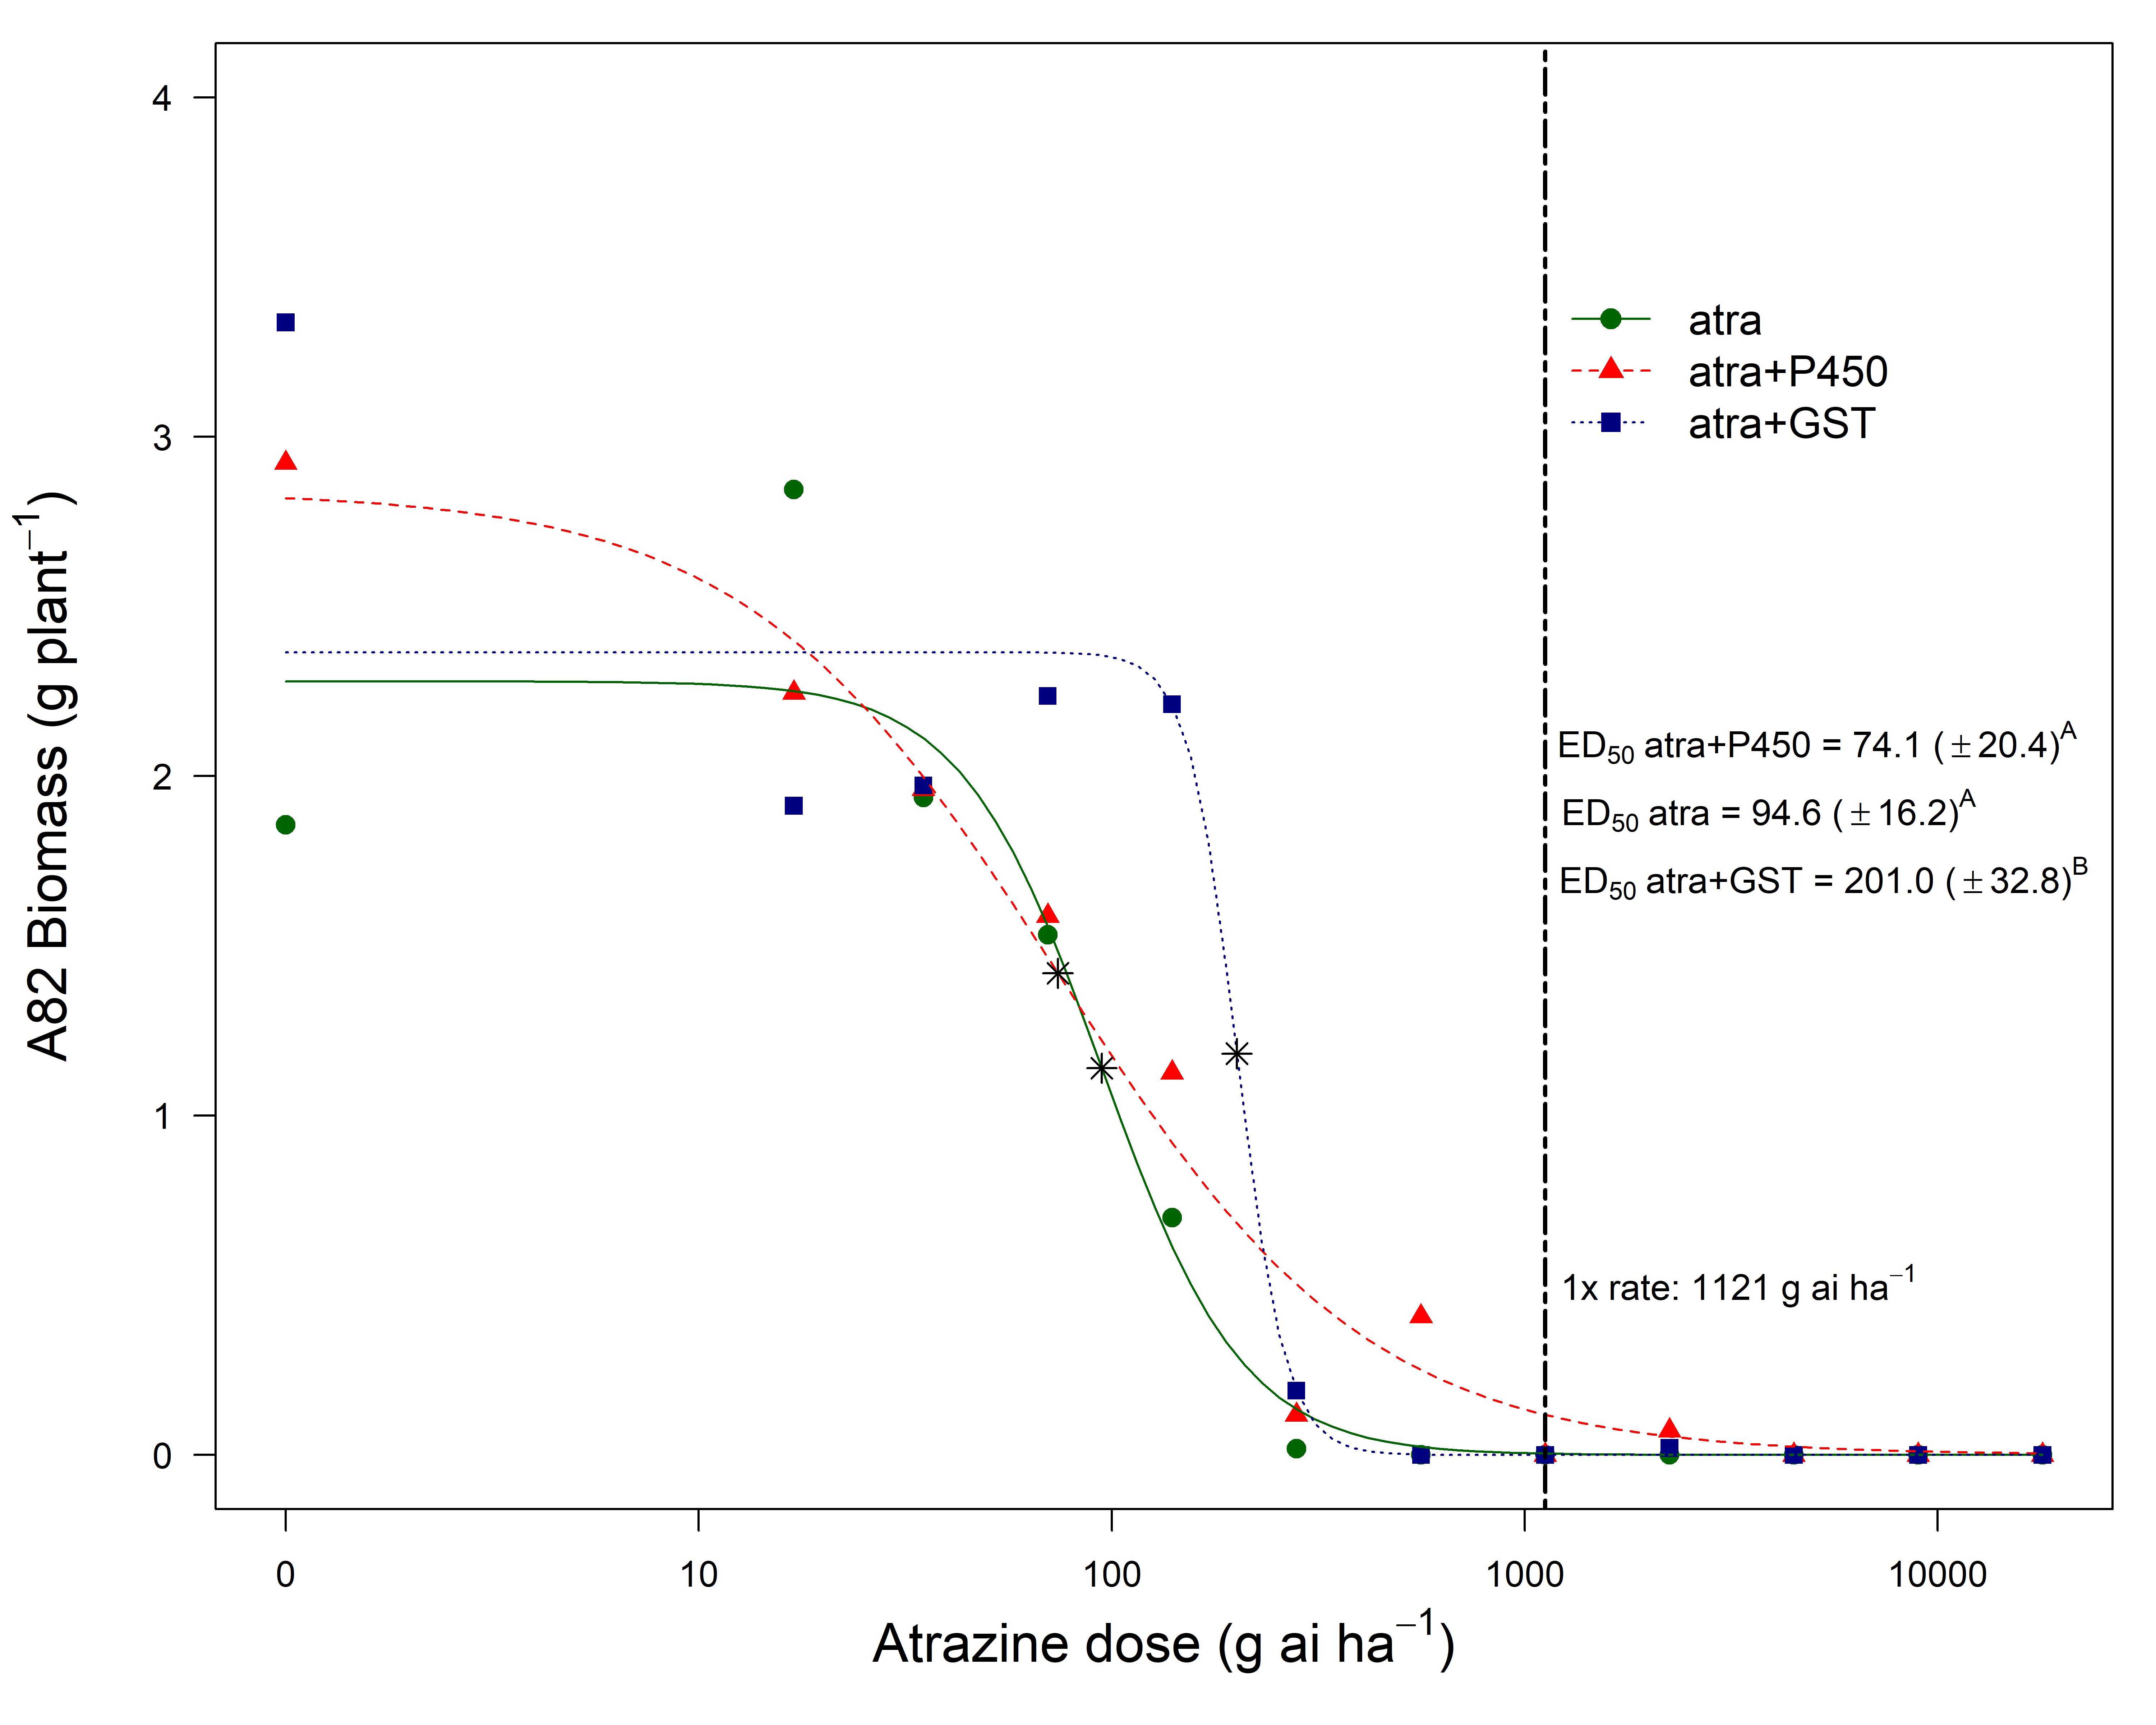 4
3
2
1
0
A82 Biomass (g plant⁻¹)
atra
atra+P450
atra+GST
ED₅₀ atra+P450 = 74.1 (±20.4)ᴬ
ED₅₀ atra = 94.6 (±16.2)ᴬ
ED₅₀ atra+GST = 201.0 (±32.8)ᴮ
1x rate: 1121 g ai ha⁻¹
0 10 100 1000 10000
Atrazine dose (g ai ha⁻¹)